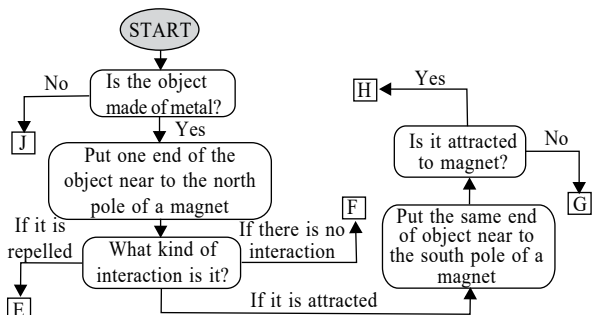 START
Is the object
made of metal?
No
J
Yes
Put one end of the
object near to the north
pole of a magnet
What kind of
interaction is it?
If it is
repelled
E
If there is no
interaction
F
If it is attracted
Put the same end
of object near to
the south pole of a
magnet
Is it attracted
to magnet?
Yes
H
No
G